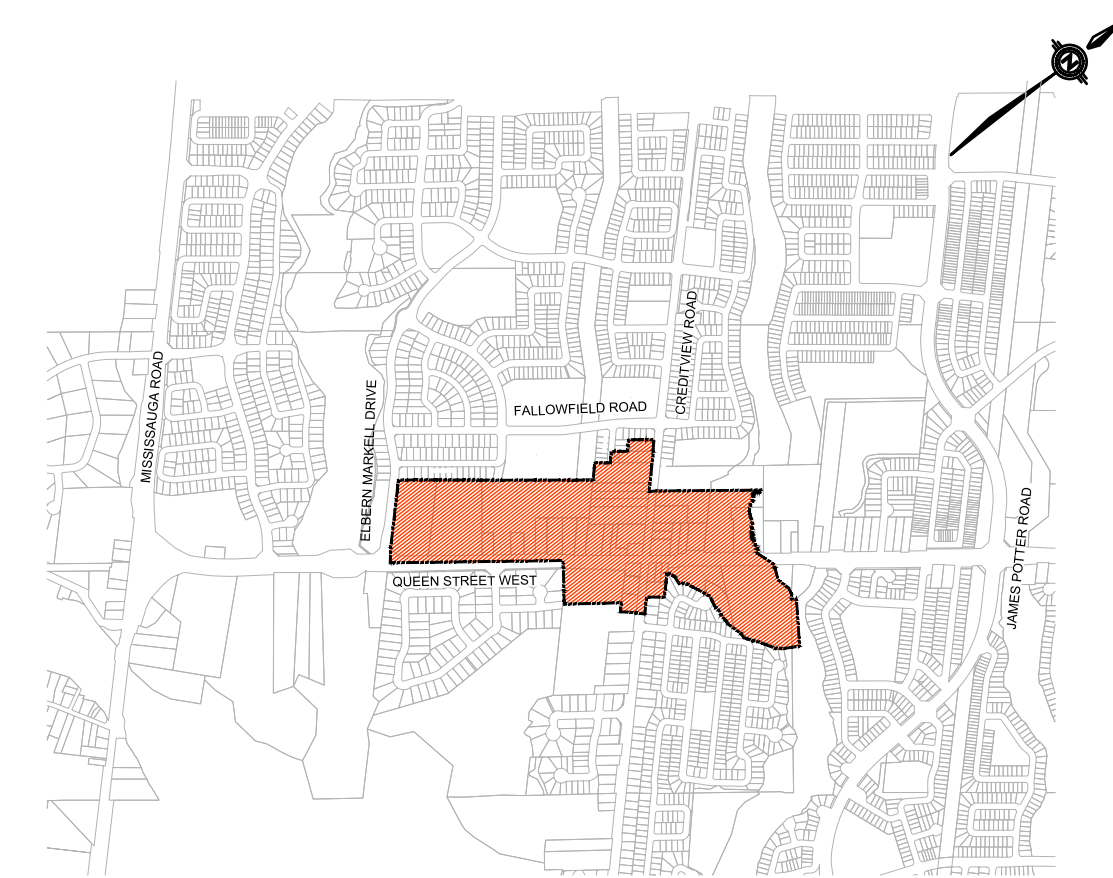 N
CREDITVIEW ROAD
MISSISSAUGA ROAD
ELBERN MARKELL DRIVE
FALLOWFIELD ROAD
JAMES POTTER ROAD
QUEEN STREET WEST